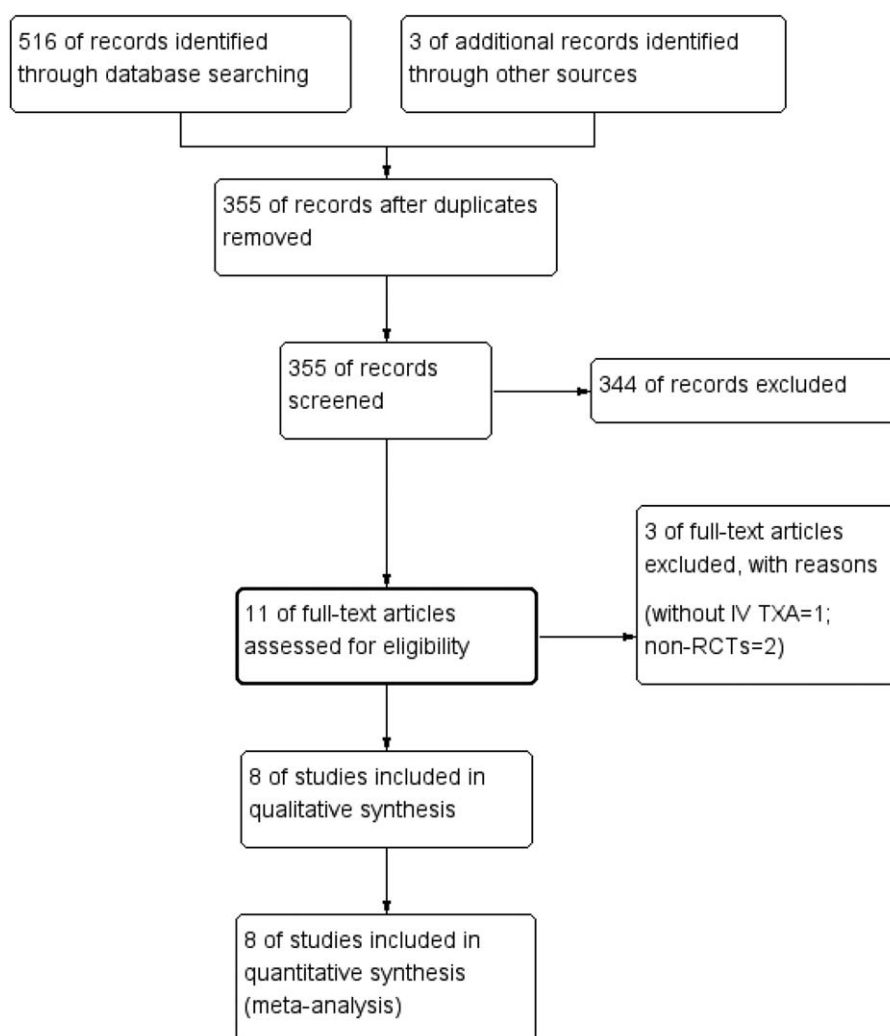 516 of records identified
through database searching
3 of additional records identified
through other sources
355 of records after duplicates
removed
355 of records
screened
344 of records excluded
3 of full-text articles
excluded, with reasons
(without IV TXA=1;
non-RCTs=2)
11 of full-text articles
assessed for eligibility
8 of studies included in
qualitative synthesis
8 of studies included in
quantitative synthesis
(meta-analysis)